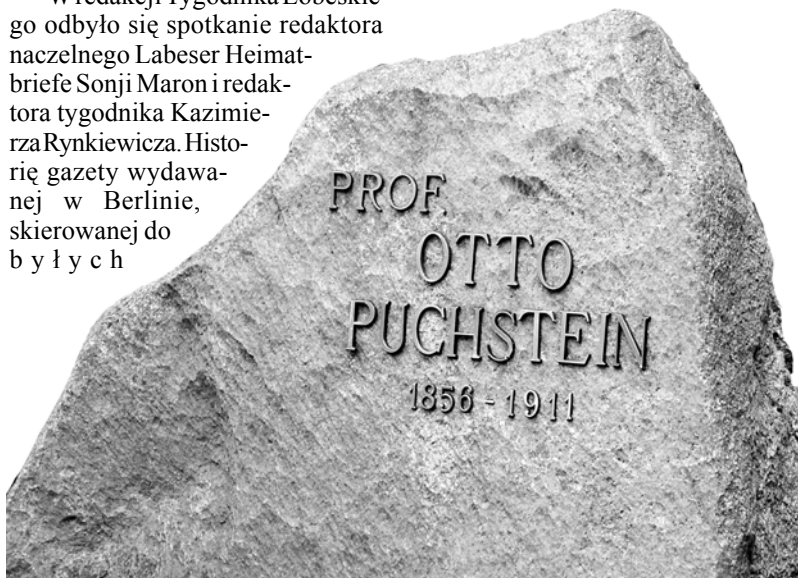 W redakcji Tygodnika Łobeskie-
go odbyło się spotkanie redaktora
naczelnego Labeser Heimat-
briefe Sonji Maron i redak-
tora tygodnika Kazimie-
rza Rynkiewicza. Histo-
rię gazety wydawa-
nej w Berlinie,
skierowanej do
byłych
PROF.
OTTO
PUCHSTEIN
1856 - 1911